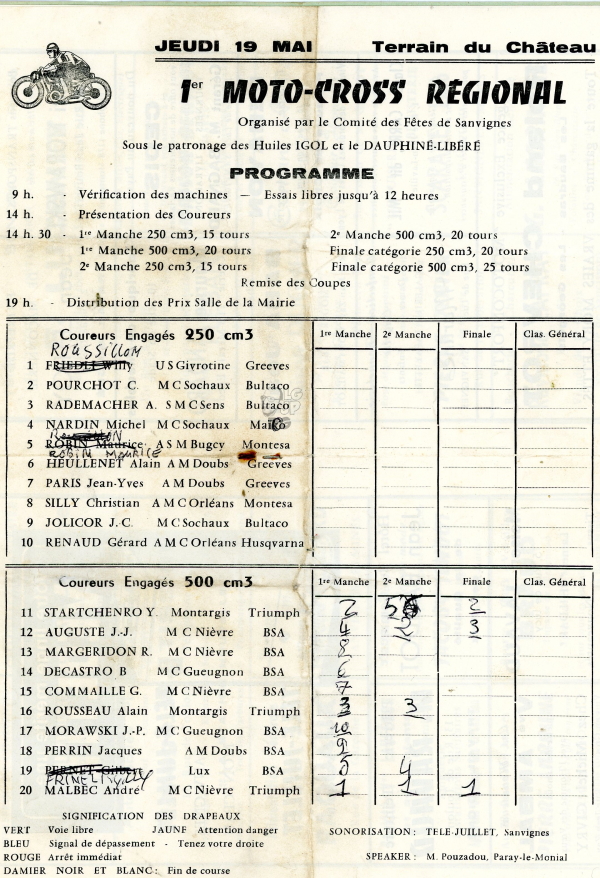 JEUDI 19 MAI Terrain du Château
1er MOTO-CROSS RÉGIONAL
Organisé par le Comité des Fêtes de Sanvignes
Sous le patronage des Huiles IGOL et le DAUPHINÉ-LIBÉRÉ
PROGRAMME
9 h. - Vérification des machines — Essais libres jusqu'à 12 heures
14 h. - Présentation des Coureurs
14 h. 30 - 1re Manche 250 cm3, 15 tours 2e Manche 500 cm3, 20 tours
1re Manche 500 cm3, 20 tours Finale catégorie 250 cm3, 20 tours
2e Manche 250 cm3, 15 tours Finale catégorie 500 cm3, 25 tours
Remise des Coupes
19 h. - Distribution des Prix Salle de la Mairie
Coureurs Engagés 250 cm3 1re Manche 2e Manche Finale Clas. Général
ROUSSILLON
1 FRIEDLI Willy U S Givrotine Greeves
2 POURCHOT C. M C Sochaux Bultaco
3 RADEMACHER A. S M C Sens Bultaco
4 NARDIN Michel M C Sochaux Maïco
5 ROBIN Maurice A S M Bugey Montesa
ROBIN MAURICE
6 HEULLENET Alain A M Doubs Greeves
7 PARIS Jean-Yves A M Doubs Greeves
8 SILLY Christian A M C Orléans Montesa
9 JOLICOR J.-C. M C Sochaux Bultaco
10 RENAUD Gérard A M C Orléans Husqvarna
Coureurs Engagés 500 cm3 1re Manche 2e Manche Finale Clas. Général
11 STARTCHENRO Y. Montargis Triumph 2 5 2
12 AUGUSTE J.-J. M C Nièvre BSA 4 2 3
13 MARGERIDON R. M C Nièvre BSA 8
14 DECASTRO B M C Gueugnon BSA 6
15 COMMAILLE G. M C Nièvre BSA 7
16 ROUSSEAU Alain Montargis Triumph 3 3
17 MORAWSKI J.-P. M C Gueugnon BSA 10
18 PERRIN Jacques A M Doubs BSA 9
19 PERNET Gilbert Lux BSA 5 4
20 MALBEC André M C Nièvre Triumph 1 1 1
SIGNIFICATION DES DRAPEAUX
VERT Voie libre JAUNE Attention danger
BLEU Signal de dépassement - Tenez votre droite
ROUGE Arrêt immédiat
DAMIER NOIR ET BLANC: Fin de course
SONORISATION: TELE-JUILLET, Sanvignes
SPEAKER: M. Pouzadou, Paray-le-Monial